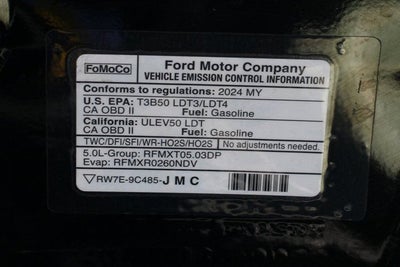 FoMoCo
Ford Motor Company
VEHICLE EMISSION CONTROL INFORMATION
Conforms to regulations: 2024 MY
U.S. EPA: T3B50 LDT3/LDT4
CA OBD II Fuel: Gasoline
California: ULEV50 LDT
CA OBD II Fuel: Gasoline
TWC/DFI/SFI/WR-HO2S/HO2S No adjustments needed.
5.0L-Group: RFMXT05.03DP
Evap: RFMXR0260NDV
▽RW7E-9C485-JMC